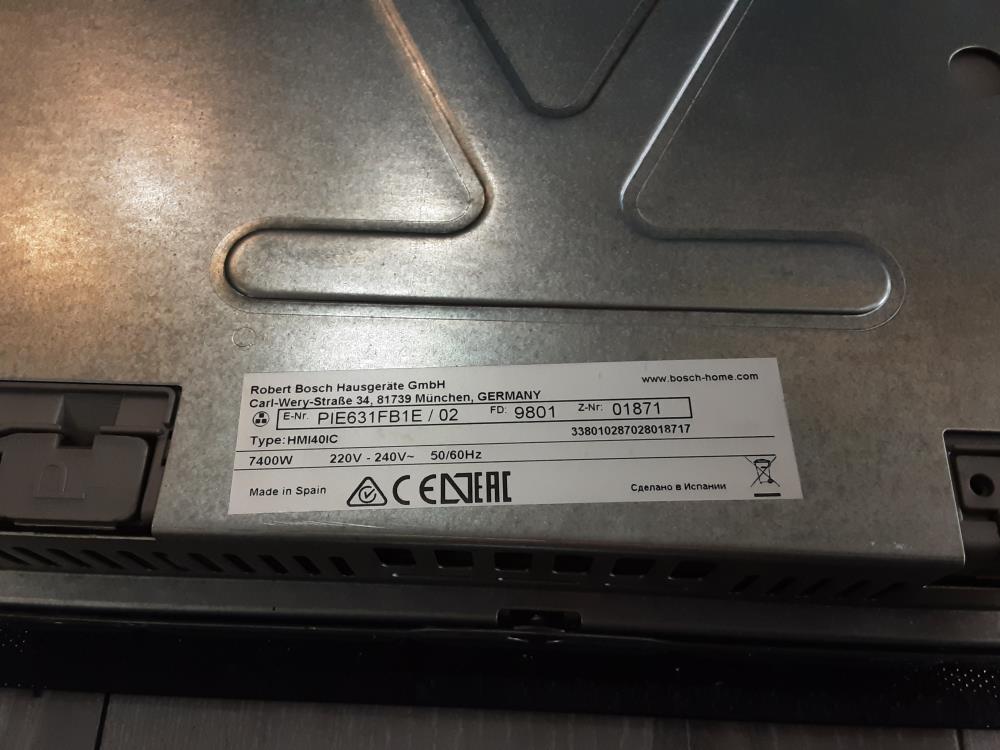 Robert Bosch Hausgeräte GmbH
www.bosch-home.com
Carl-Wery-Straße 34, 81739 München, GERMANY
E-Nr. PIE631FB1E / 02 FD: 9801 Z-Nr: 01871
Type: HMI40IC
338010287028018717
7400W 220V - 240V~ 50/60Hz
Made in Spain CE EAC
Сделано в Испании